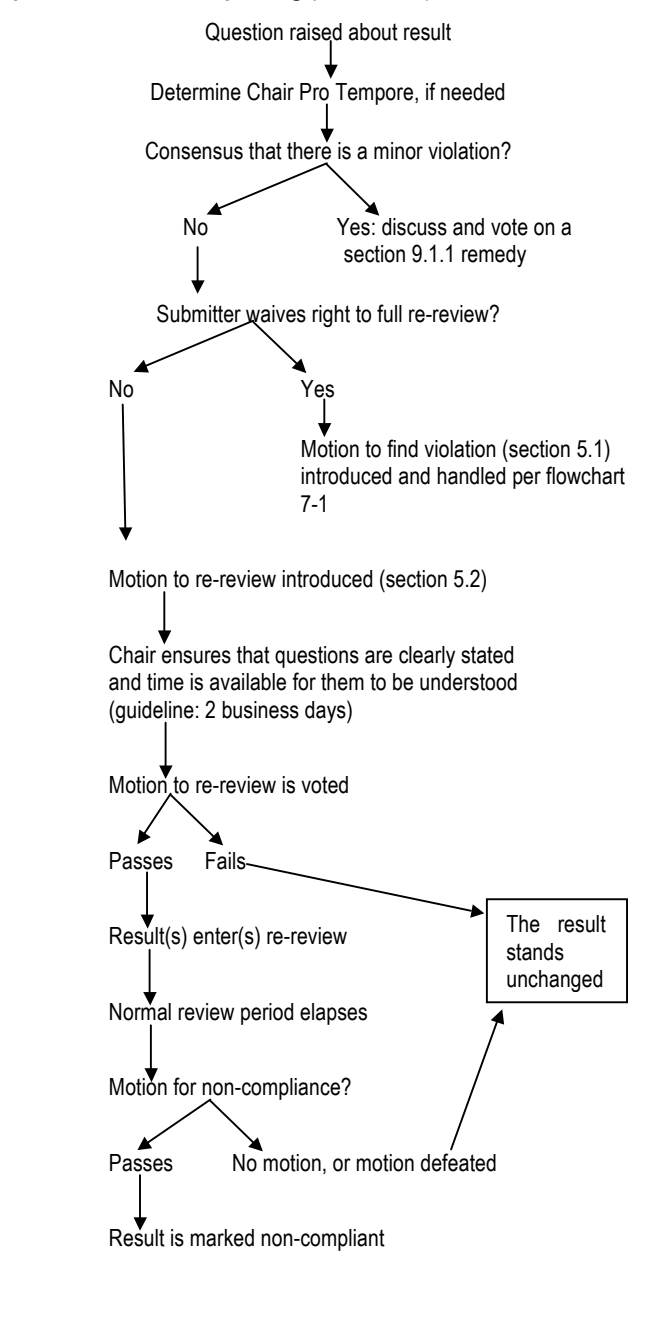 Question raised about result
Determine Chair Pro Tempore, if needed
Consensus that there is a minor violation?
No
Yes: discuss and vote on a
section 9.1.1 remedy
Submitter waives right to full re-review?
No
Yes
Motion to find violation (section 5.1)
introduced and handled per flowchart
7-1
Motion to re-review introduced (section 5.2)
Chair ensures that questions are clearly stated
and time is available for them to be understood
(guideline: 2 business days)
Motion to re-review is voted
Passes
Fails
The result
stands
unchanged
Result(s) enter(s) re-review
Normal review period elapses
Motion for non-compliance?
Passes
No motion, or motion defeated
Result is marked non-compliant